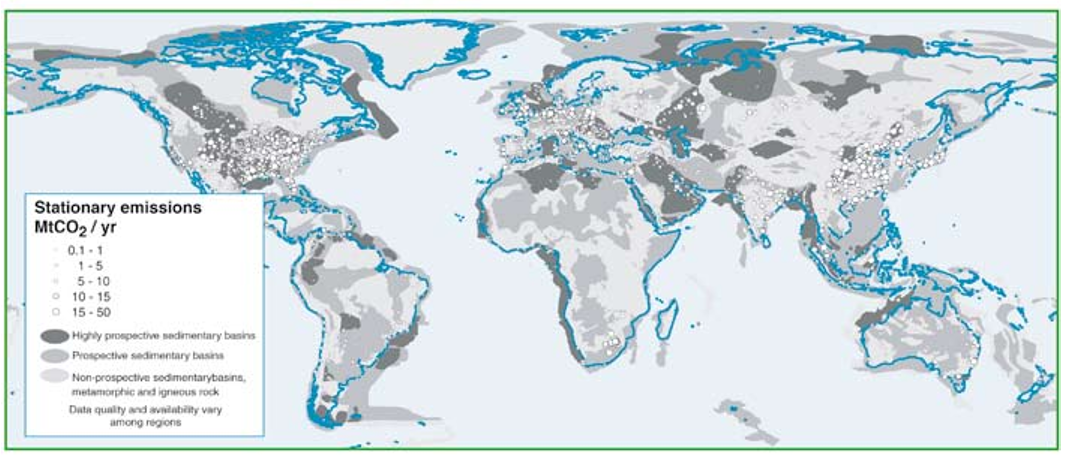 Stationary emissions
MtCO₂ / yr
0.1 - 1
1 - 5
5 - 10
10 - 15
15 - 50
Highly prospective sedimentary basins
Prospective sedimentary basins
Non-prospective sedimentarybasins,
metamorphic and igneous rock
Data quality and availability vary
among regions